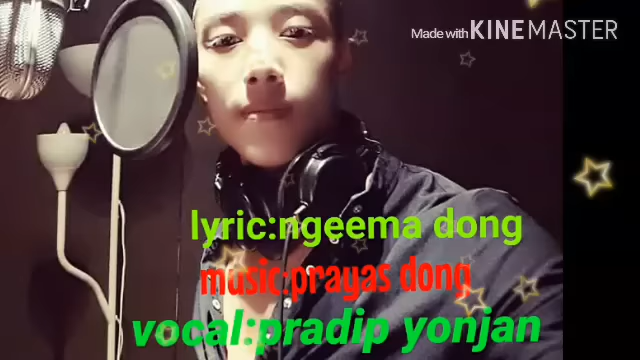 Made with KINEMASTER
lyric:ngeema dong
music:prayas dong
vocal:pradip yonjan